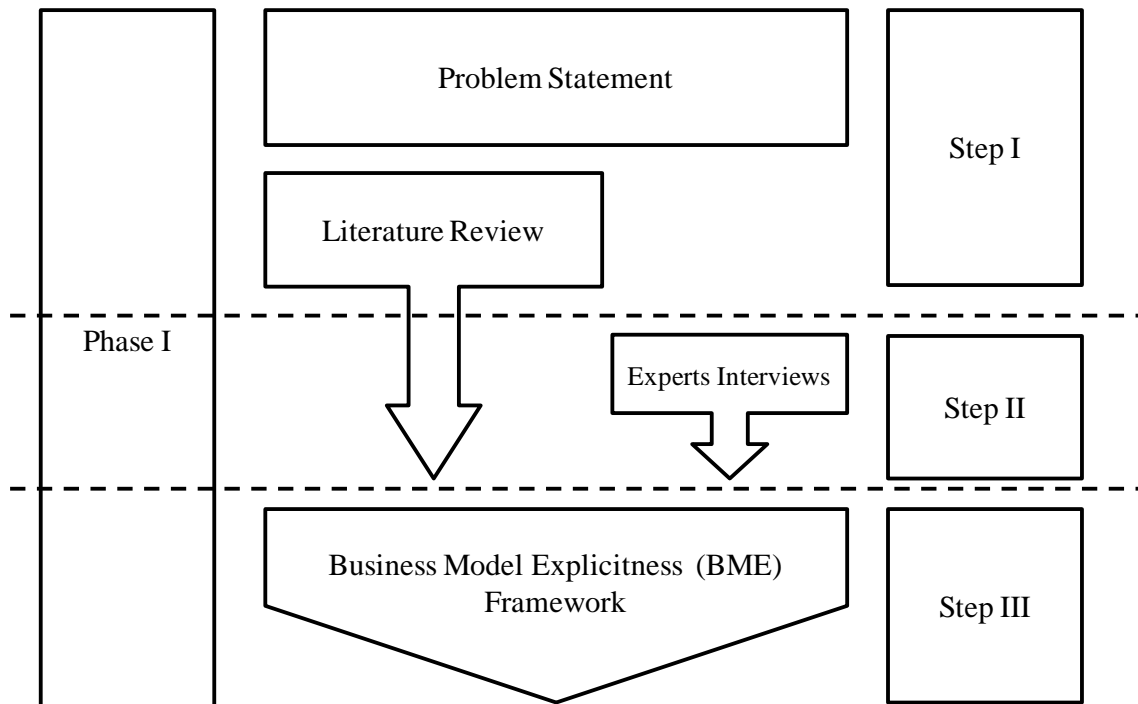 Problem Statement
Step I
Literature Review
Phase I
Experts Interviews
Step II
Business Model Explicitness (BME)
Framework
Step III